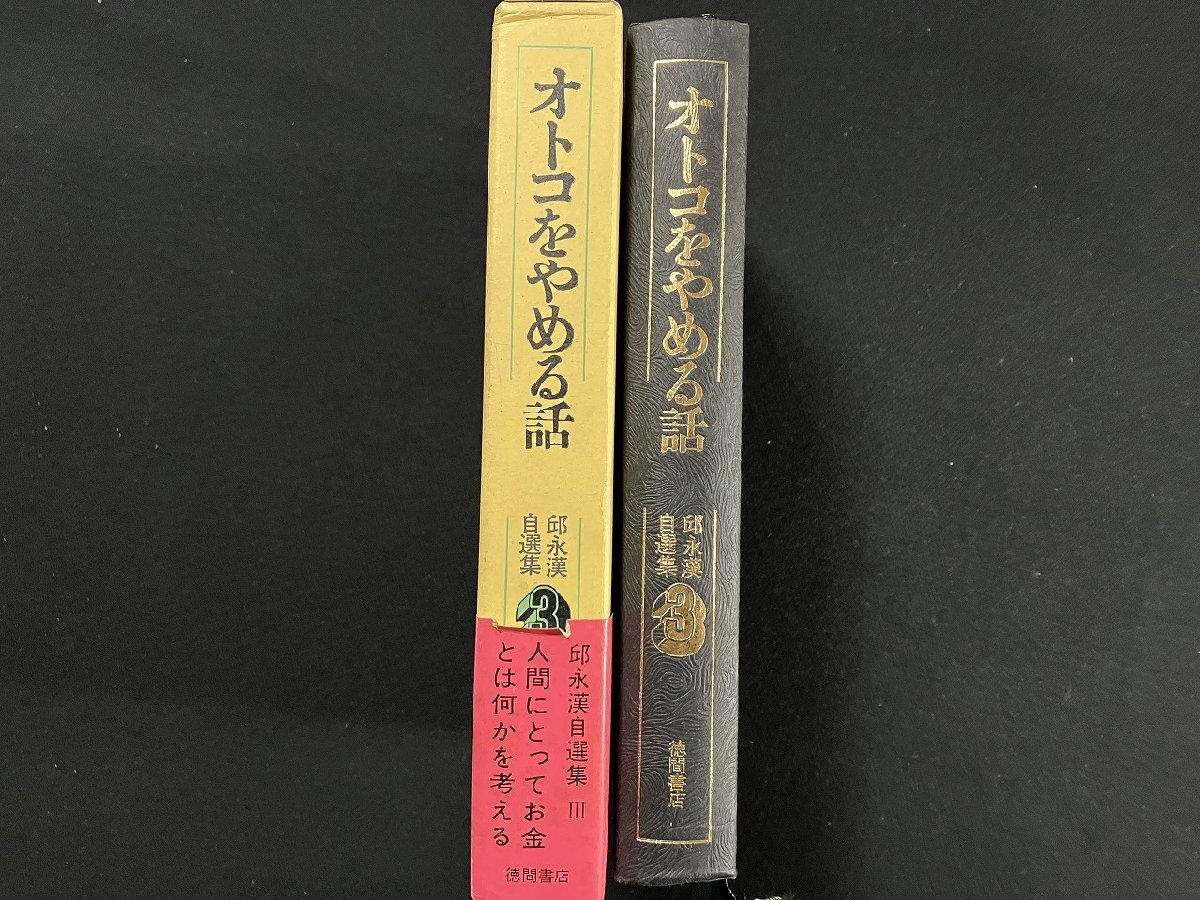 オトコをやめる話
邱永漢
自選集
3
邱永漢自選集 III
人間にとってお金
とは何かを考える
徳間書店
オトコをやめる話
邱永漢
自選集
3
徳間書店